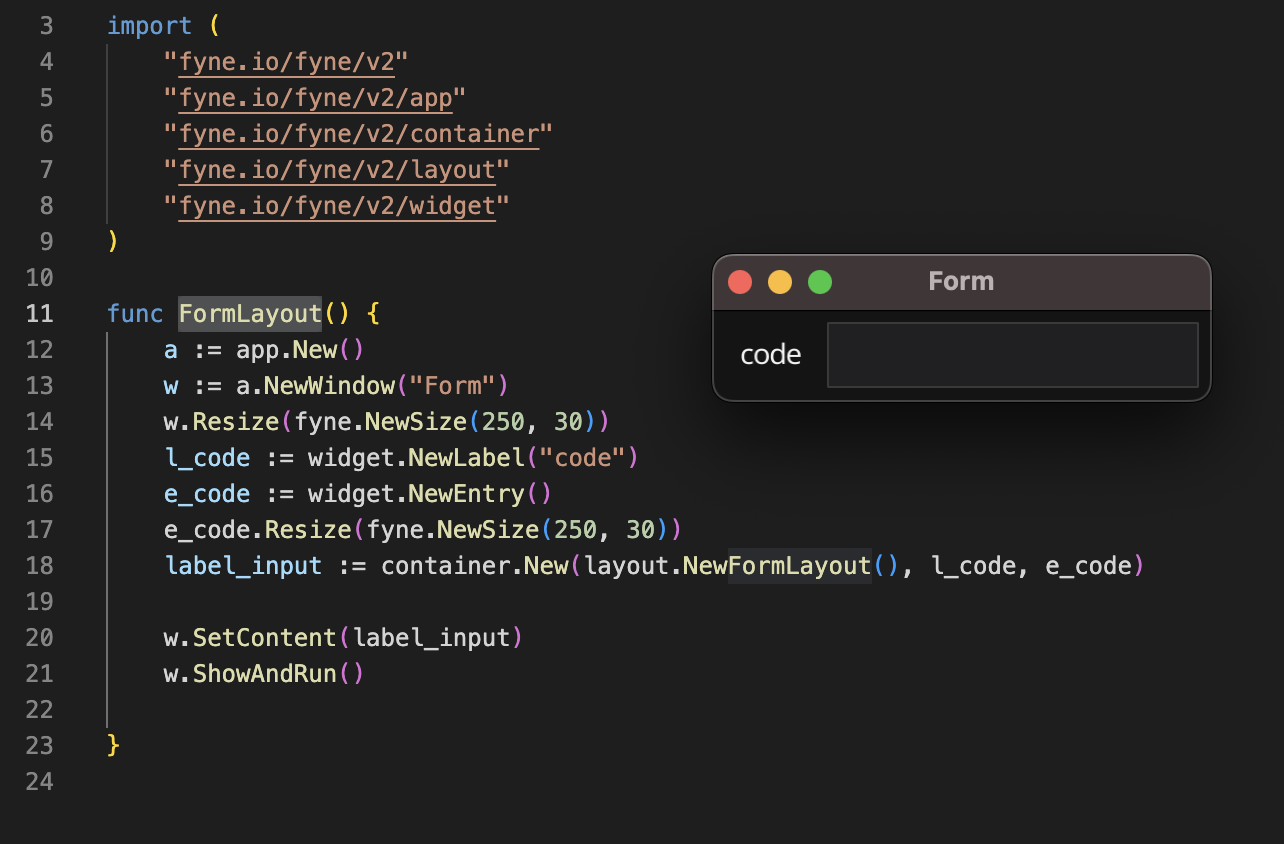 3 import (
4 "fyne.io/fyne/v2"
5 "fyne.io/fyne/v2/app"
6 "fyne.io/fyne/v2/container"
7 "fyne.io/fyne/v2/layout"
8 "fyne.io/fyne/v2/widget"
9 )
10
11 func FormLayout() {
12 a := app.New()
13 w := a.NewWindow("Form")
14 w.Resize(fyne.NewSize(250, 30))
15 l_code := widget.NewLabel("code")
16 e_code := widget.NewEntry()
17 e_code.Resize(fyne.NewSize(250, 30))
18 label_input := container.New(layout.NewFormLayout(), l_code, e_code)
19
20 w.SetContent(label_input)
21 w.ShowAndRun()
22
23 }
24
Form
code